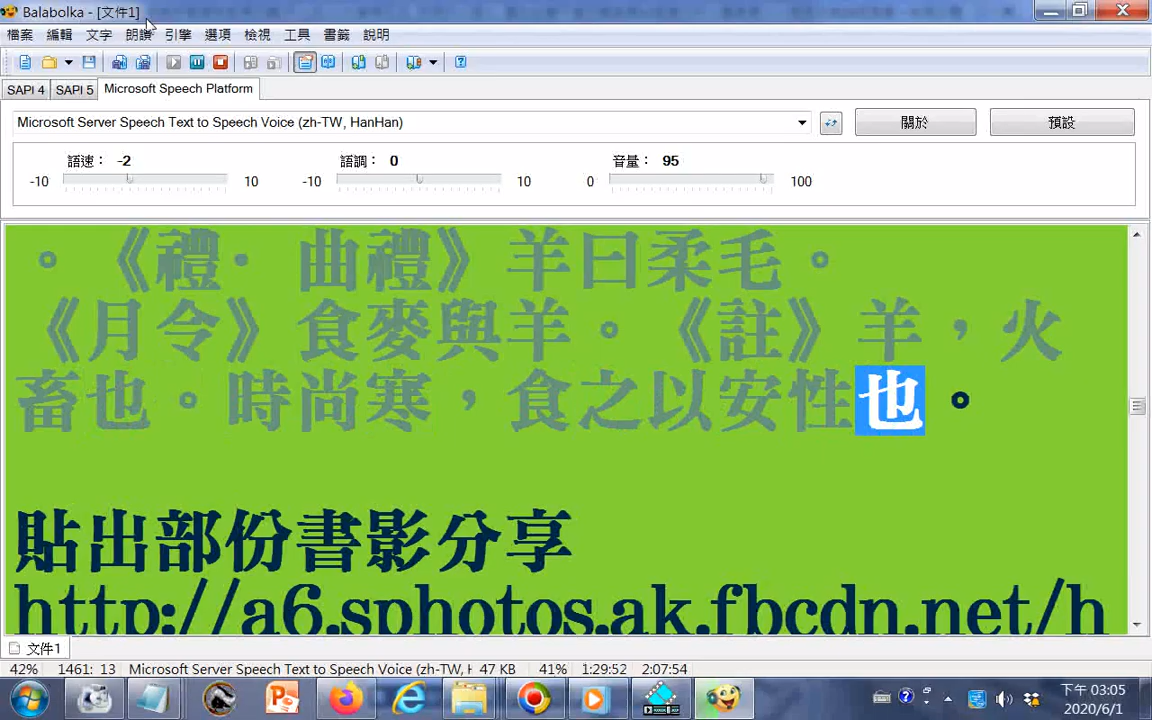 Balabolka - [文件1]
檔案 編輯 文字 朗讀 引擎 選項 檢視 工具 書籤 說明
SAPI 4 SAPI 5 Microsoft Speech Platform
Microsoft Server Speech Text to Speech Voice (zh-TW, HanHan) 關於 預設
語速： -2 語調： 0 音量： 95
-10 10 -10 10 0 100
。《禮· 曲禮》 羊曰柔毛。
《月令》 食麥與羊。《註》 羊，火
畜也。時尚寒，食之以安性也。
貼出部份書影分享
http://a6.sphotos.ak.fbcdn.net/h
文件1
42% 1461: 13 Microsoft Server Speech Text to Speech Voice (zh-TW, H 47 KB 41% 1:29:52 2:07:54
下午 03:05
2020/6/1